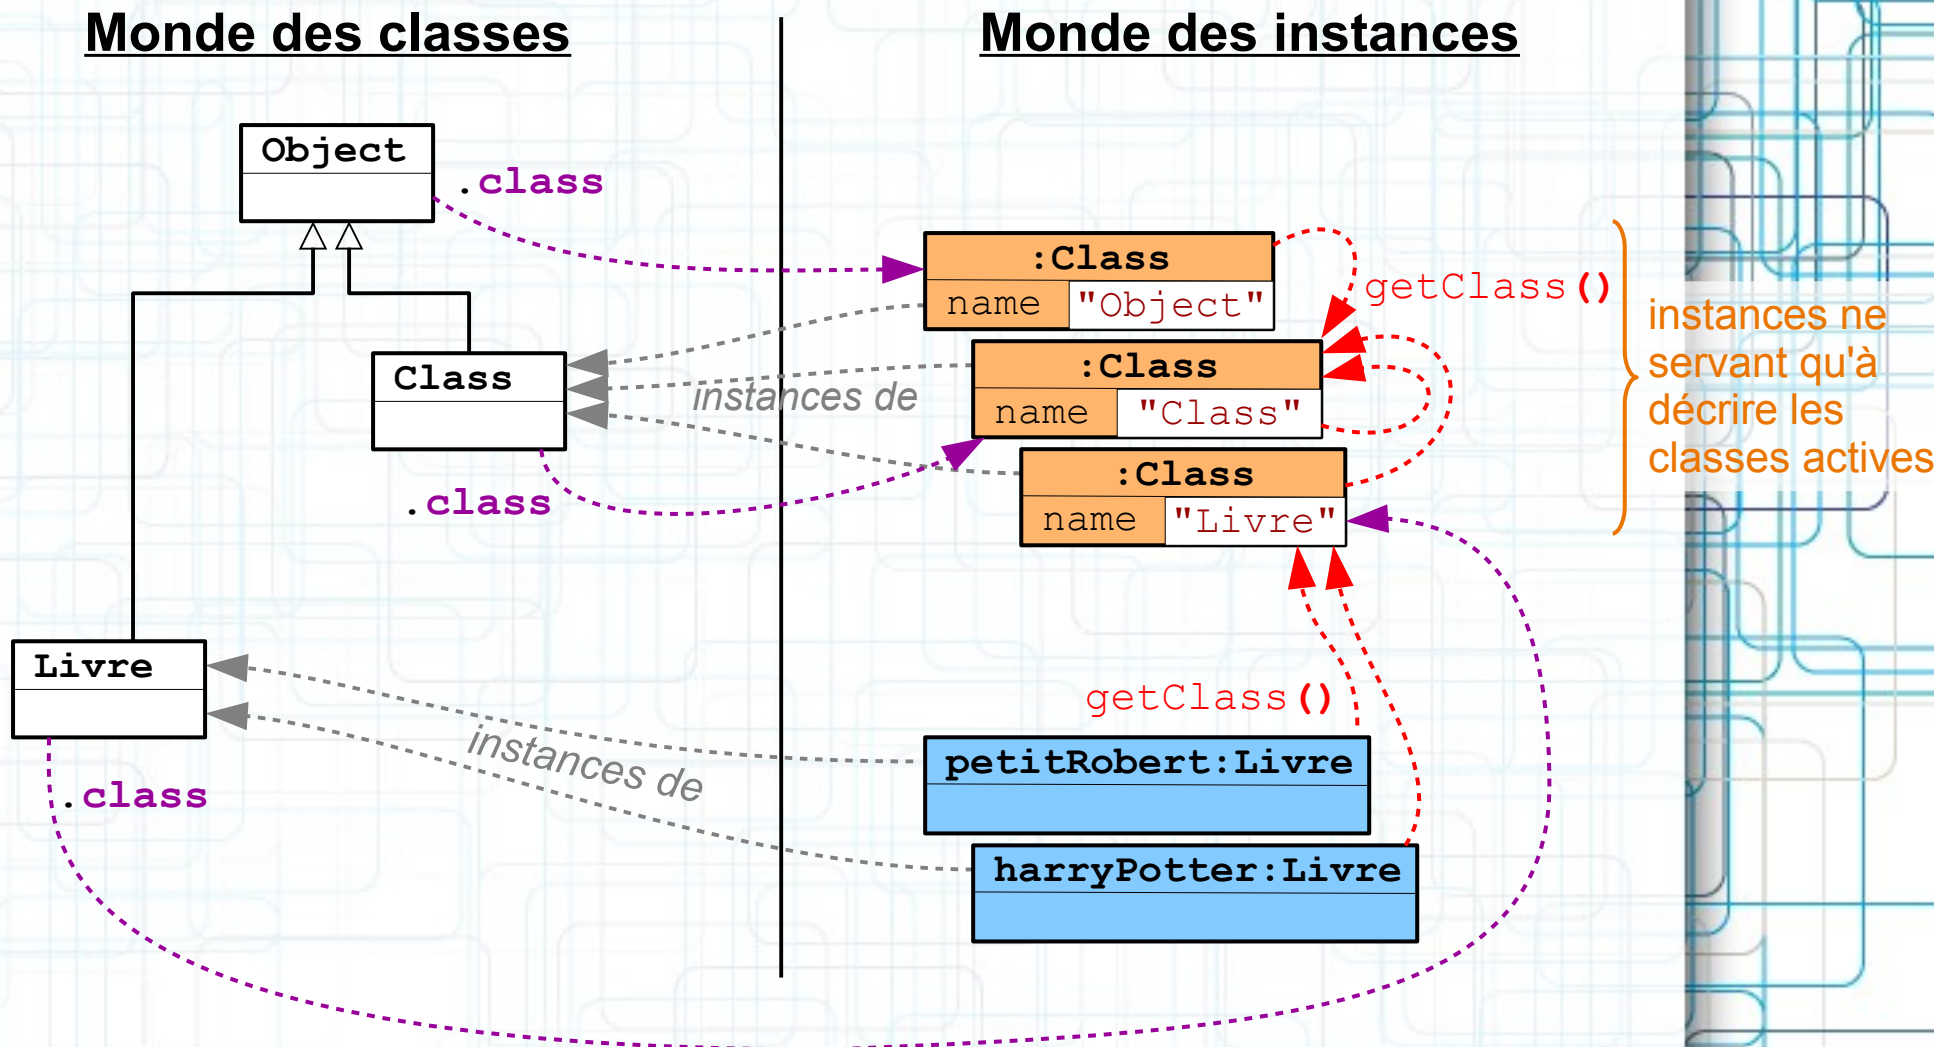 Monde des classes
Monde des instances
Object
.class
:Class
name "Object"
getClass()
:Class
name "Class"
:Class
name "Livre"
instances ne
servant qu'à
décrire les
classes actives
Class
instances de
.class
Livre
instances de
.class
getClass()
petitRobert:Livre
harryPotter:Livre